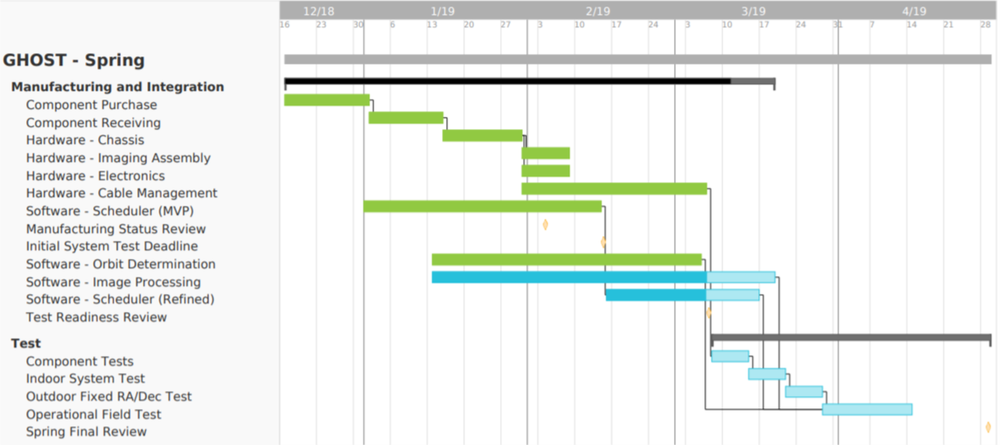 12/18 1/19 2/19 3/19 4/19
16 23 30 6 13 20 27 3 10 17 24 3 10 17 24 31 7 14 21 28
GHOST - Spring
Manufacturing and Integration
Component Purchase
Component Receiving
Hardware - Chassis
Hardware - Imaging Assembly
Hardware - Electronics
Hardware - Cable Management
Software - Scheduler (MVP)
Manufacturing Status Review
Initial System Test Deadline
Software - Orbit Determination
Software - Image Processing
Software - Scheduler (Refined)
Test Readiness Review
Test
Component Tests
Indoor System Test
Outdoor Fixed RA/Dec Test
Operational Field Test
Spring Final Review